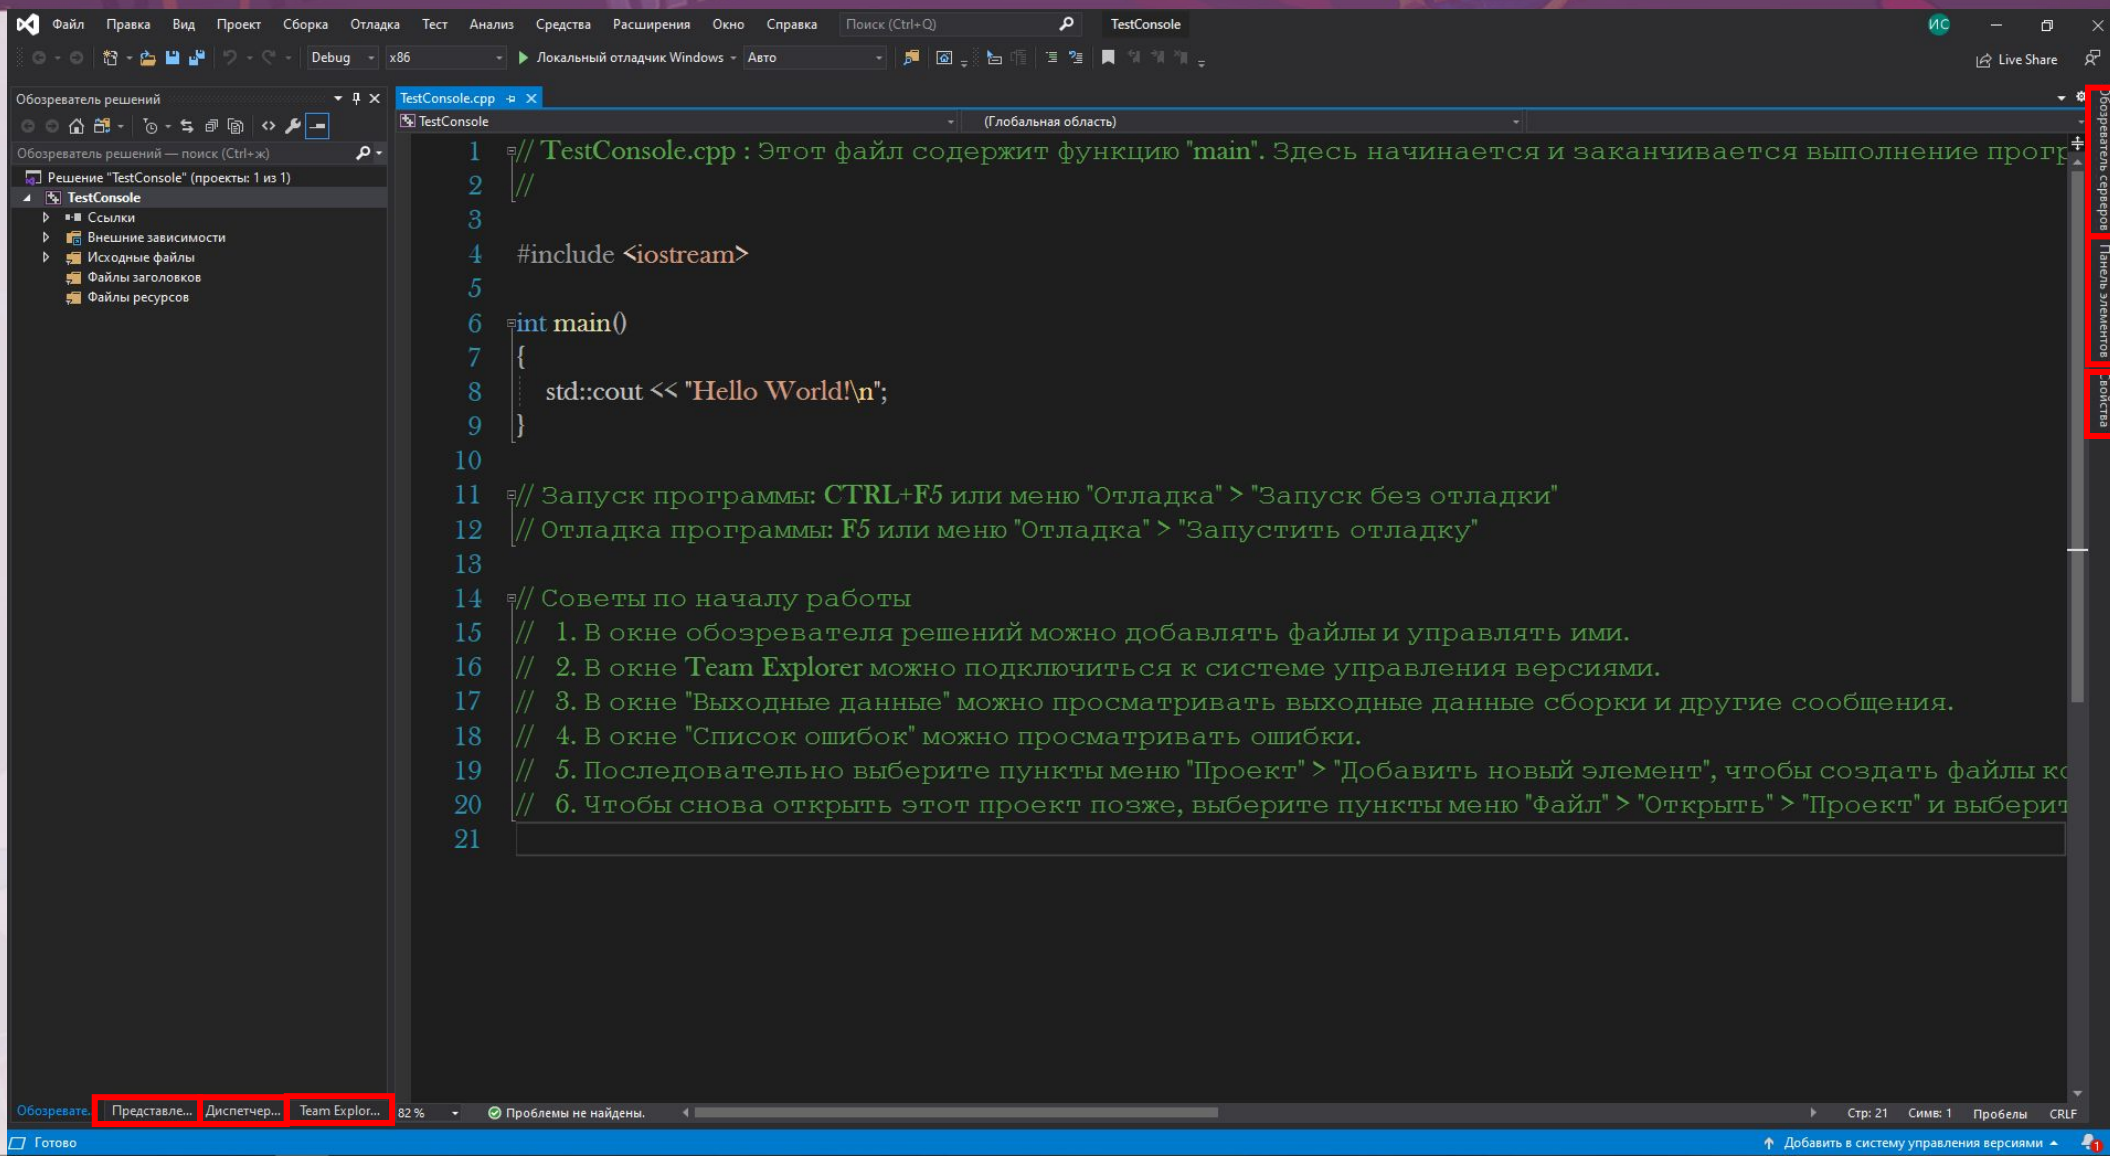 Файл Правка Вид Проект Сборка Отладка Тест Анализ Средства Расширения Окно Справка Поиск (Ctrl+Q) TestConsole ИС
Debug x86 Локальный отладчик Windows Авто Live Share
Обозреватель решений
TestConsole.cpp
TestConsole (Глобальная область)
Обозреватель решений — поиск (Ctrl+ж)
Решение "TestConsole" (проекты: 1 из 1)
TestConsole
Ссылки
Внешние зависимости
Исходные файлы
Файлы заголовков
Файлы ресурсов
1 // TestConsole.cpp : Этот файл содержит функцию "main". Здесь начинается и заканчивается выполнение прогр
2 //
3
4 #include <iostream>
5
6 int main()
7 {
8 std::cout << "Hello World!\n";
9 }
10
11 // Запуск программы: CTRL+F5 или меню "Отладка" > "Запуск без отладки"
12 // Отладка программы: F5 или меню "Отладка" > "Запустить отладку"
13
14 // Советы по началу работы
15 // 1. В окне обозревателя решений можно добавлять файлы и управлять ими.
16 // 2. В окне Team Explorer можно подключиться к системе управления версиями.
17 // 3. В окне "Выходные данные" можно просматривать выходные данные сборки и другие сообщения.
18 // 4. В окне "Список ошибок" можно просматривать ошибки.
19 // 5. Последовательно выберите пункты меню "Проект" > "Добавить новый элемент", чтобы создать файлы ко
20 // 6. Чтобы снова открыть этот проект позже, выберите пункты меню "Файл" > "Открыть" > "Проект" и выберит
21
Обозреватель серверов
Панель элементов
Свойства
Обозревате... Представле... Диспетчер... Team Explor...
82 % Проблемы не найдены. Стр: 21 Симв: 1 Пробелы CRLF
Готово Добавить в систему управления версиями 1